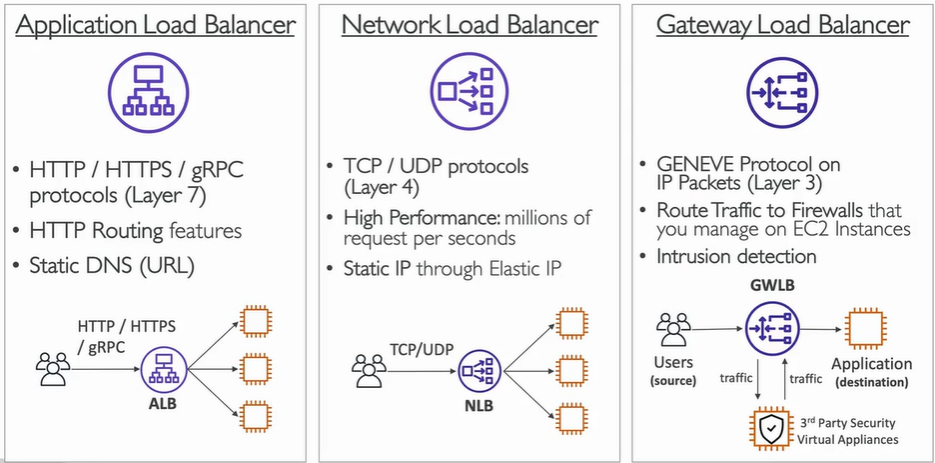 Application Load Balancer
• HTTP / HTTPS / gRPC
protocols (Layer 7)
• HTTP Routing features
• Static DNS (URL)
HTTP / HTTPS
/ gRPC
ALB
Network Load Balancer
• TCP / UDP protocols
(Layer 4)
• High Performance: millions of
request per seconds
• Static IP through Elastic IP
TCP/UDP
NLB
Gateway Load Balancer
• GENEVE Protocol on
IP Packets (Layer 3)
• Route Traffic to Firewalls that
you manage on EC2 Instances
• Intrusion detection
GWLB
Users
(source)
Application
(destination)
traffic
traffic
3rd Party Security
Virtual Appliances